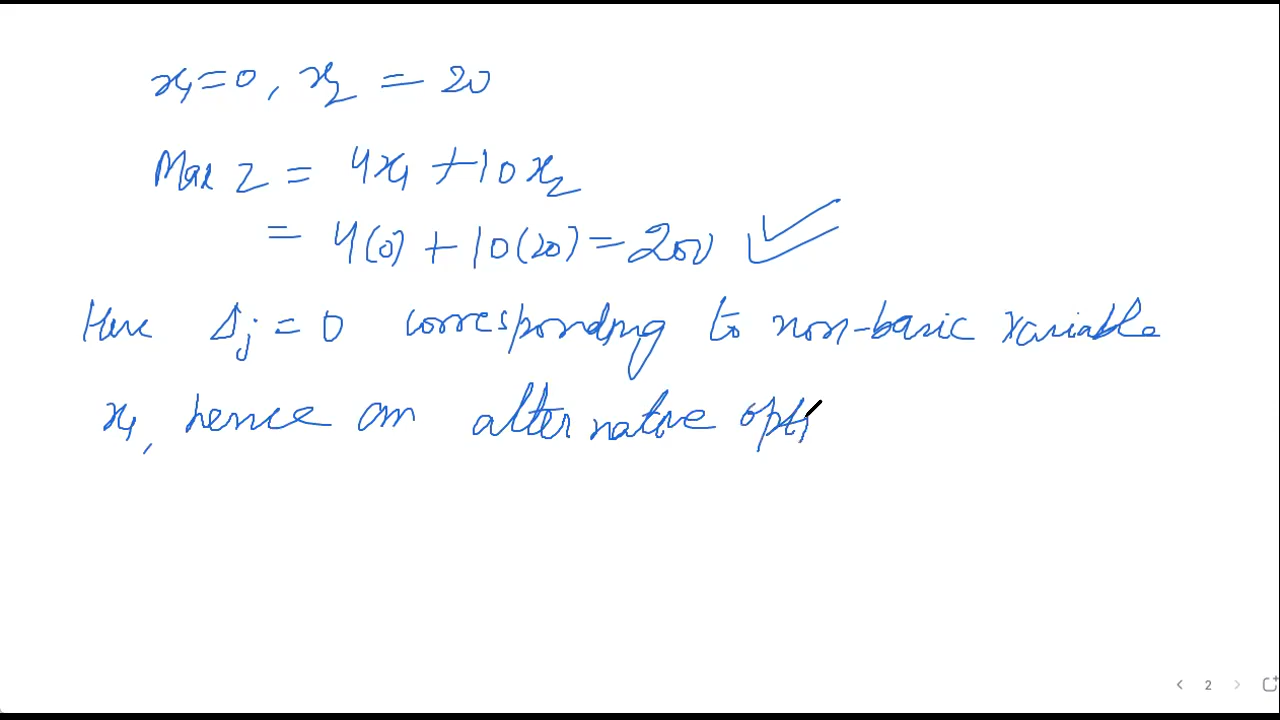 x₁=0, x₂ = 20
Max Z = 4x₁ + 10x₂
= 4(0) + 10(20) = 200
Here Δj = 0 corresponding to non-basic variable
x₁, hence an alternative opti
< 2 >